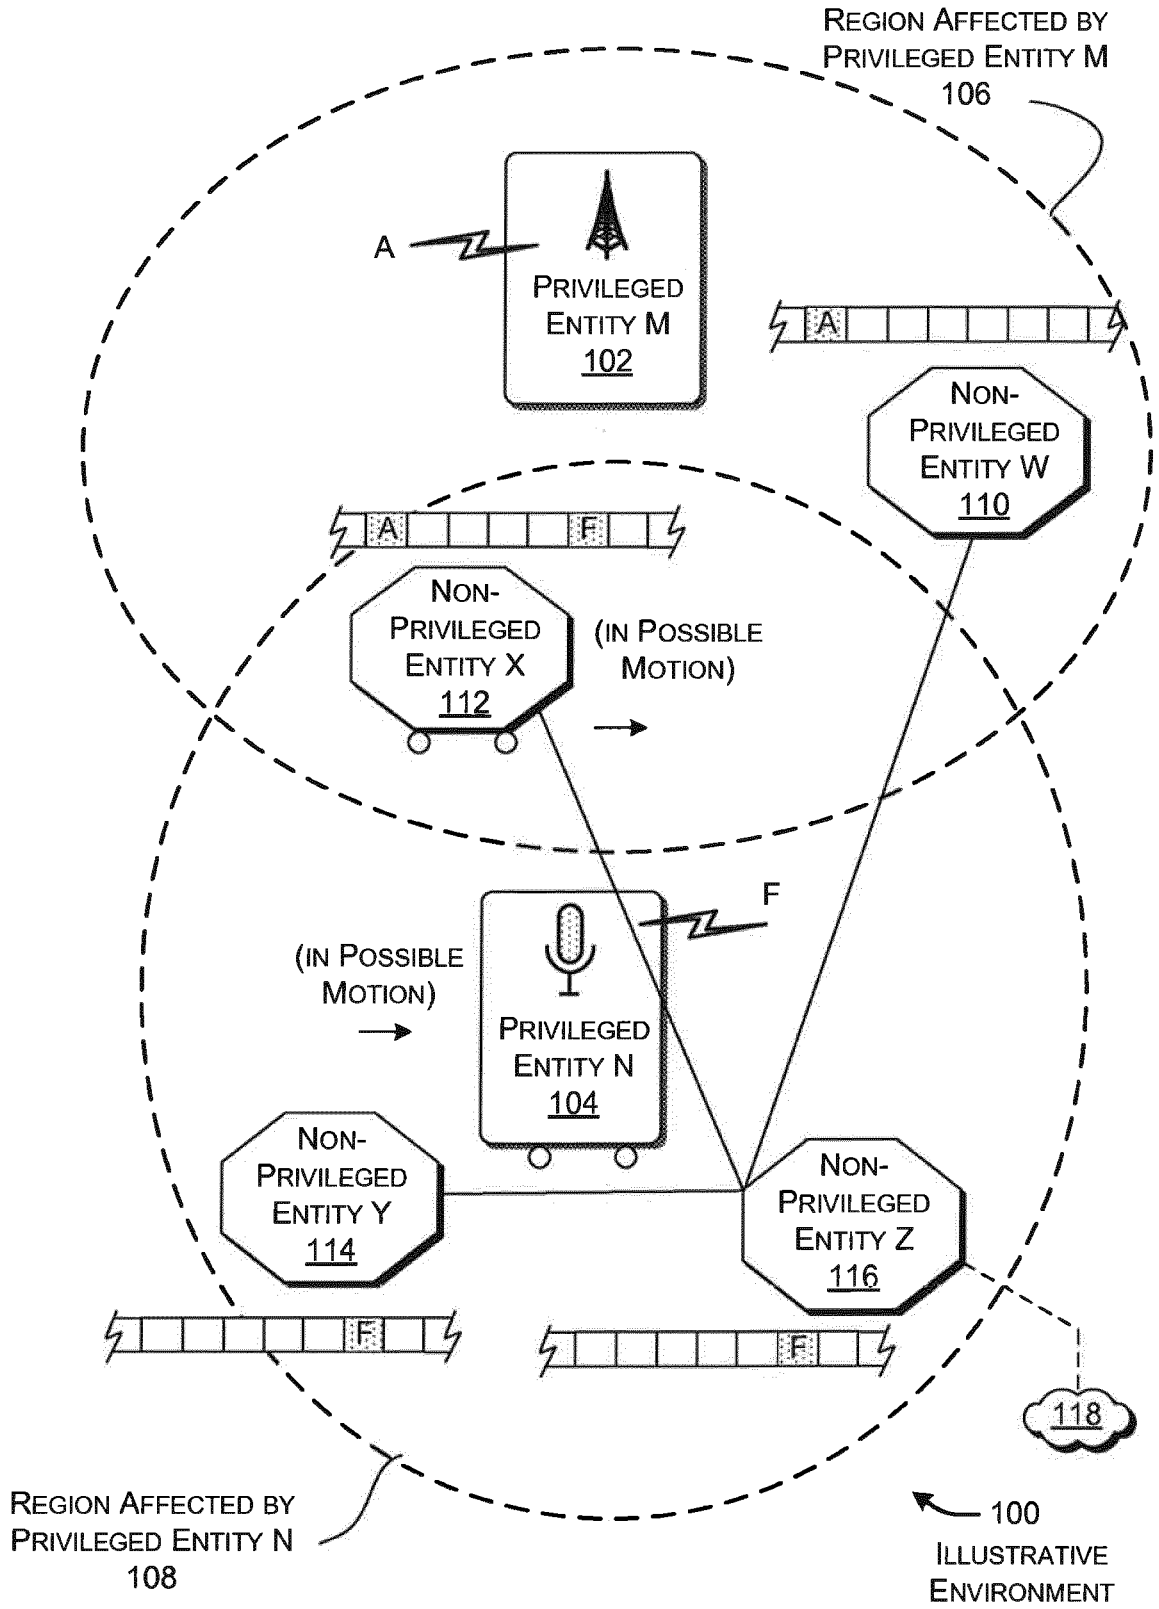 REGION AFFECTED BY
PRIVILEGED ENTITY M
106
A
PRIVILEGED
ENTITY M
102
A
NON-
PRIVILEGED
ENTITY W
110
A F
NON-
PRIVILEGED
ENTITY X
112
(IN POSSIBLE
MOTION)
F
(IN POSSIBLE
MOTION)
PRIVILEGED
ENTITY N
104
NON-
PRIVILEGED
ENTITY Y
114
NON-
PRIVILEGED
ENTITY Z
116
F
F
118
REGION AFFECTED BY
PRIVILEGED ENTITY N
108
100
ILLUSTRATIVE
ENVIRONMENT